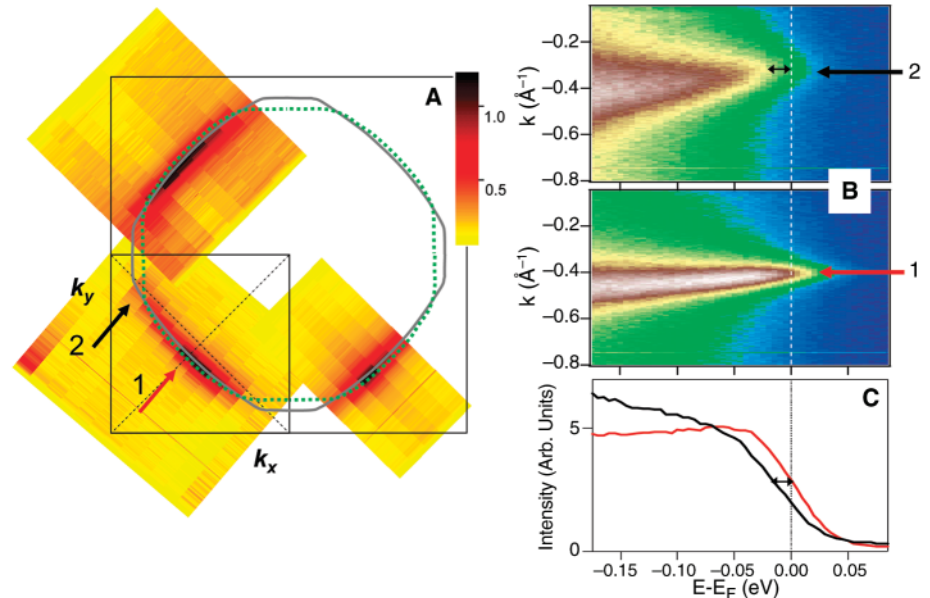 A
1.0
0.5
k_y
2
1
k_x
k (Å⁻¹)
−0.2
−0.4
−0.6
−0.8
2
B
k (Å⁻¹)
−0.2
−0.4
−0.6
−0.8
1
C
Intensity (Arb. Units)
5
0
−0.15 −0.10 −0.05 0.00 0.05
E-E_F (eV)